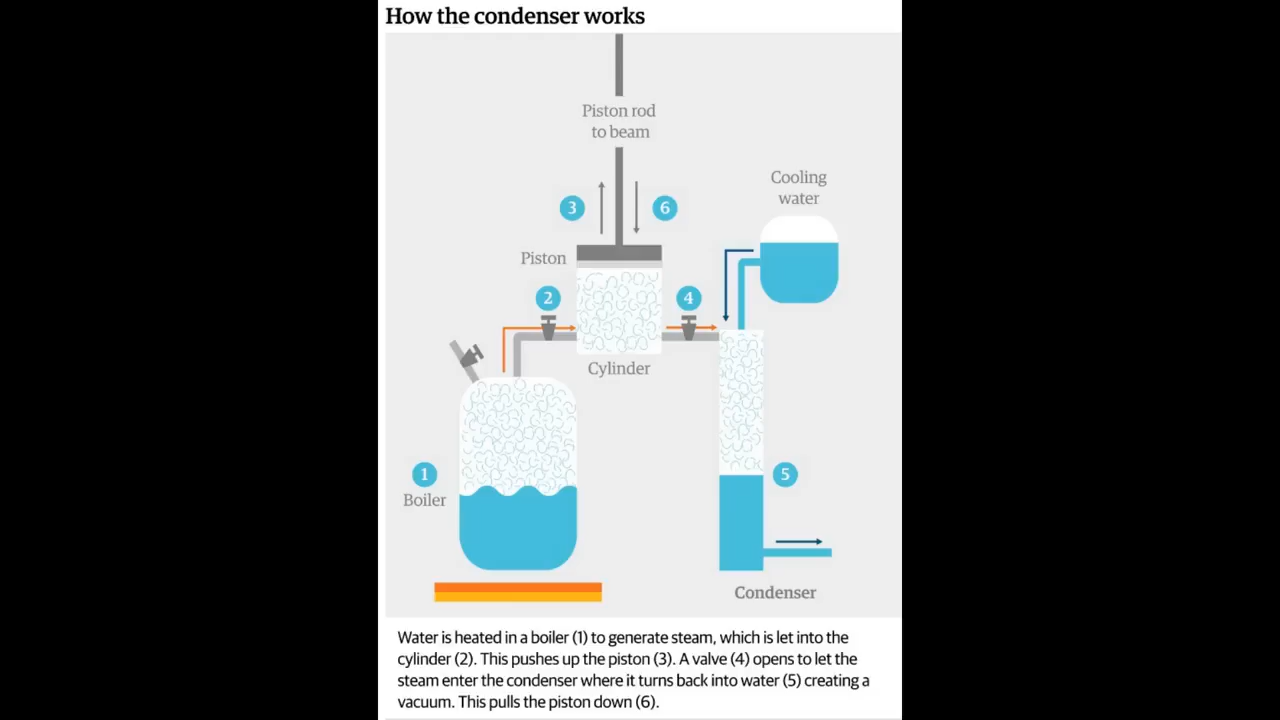 How the condenser works
Piston rod
to beam
Cooling
water
3
6
Piston
2
4
Cylinder
1
5
Boiler
Condenser
Water is heated in a boiler (1) to generate steam, which is let into the
cylinder (2). This pushes up the piston (3). A valve (4) opens to let the
steam enter the condenser where it turns back into water (5) creating a
vacuum. This pulls the piston down (6).